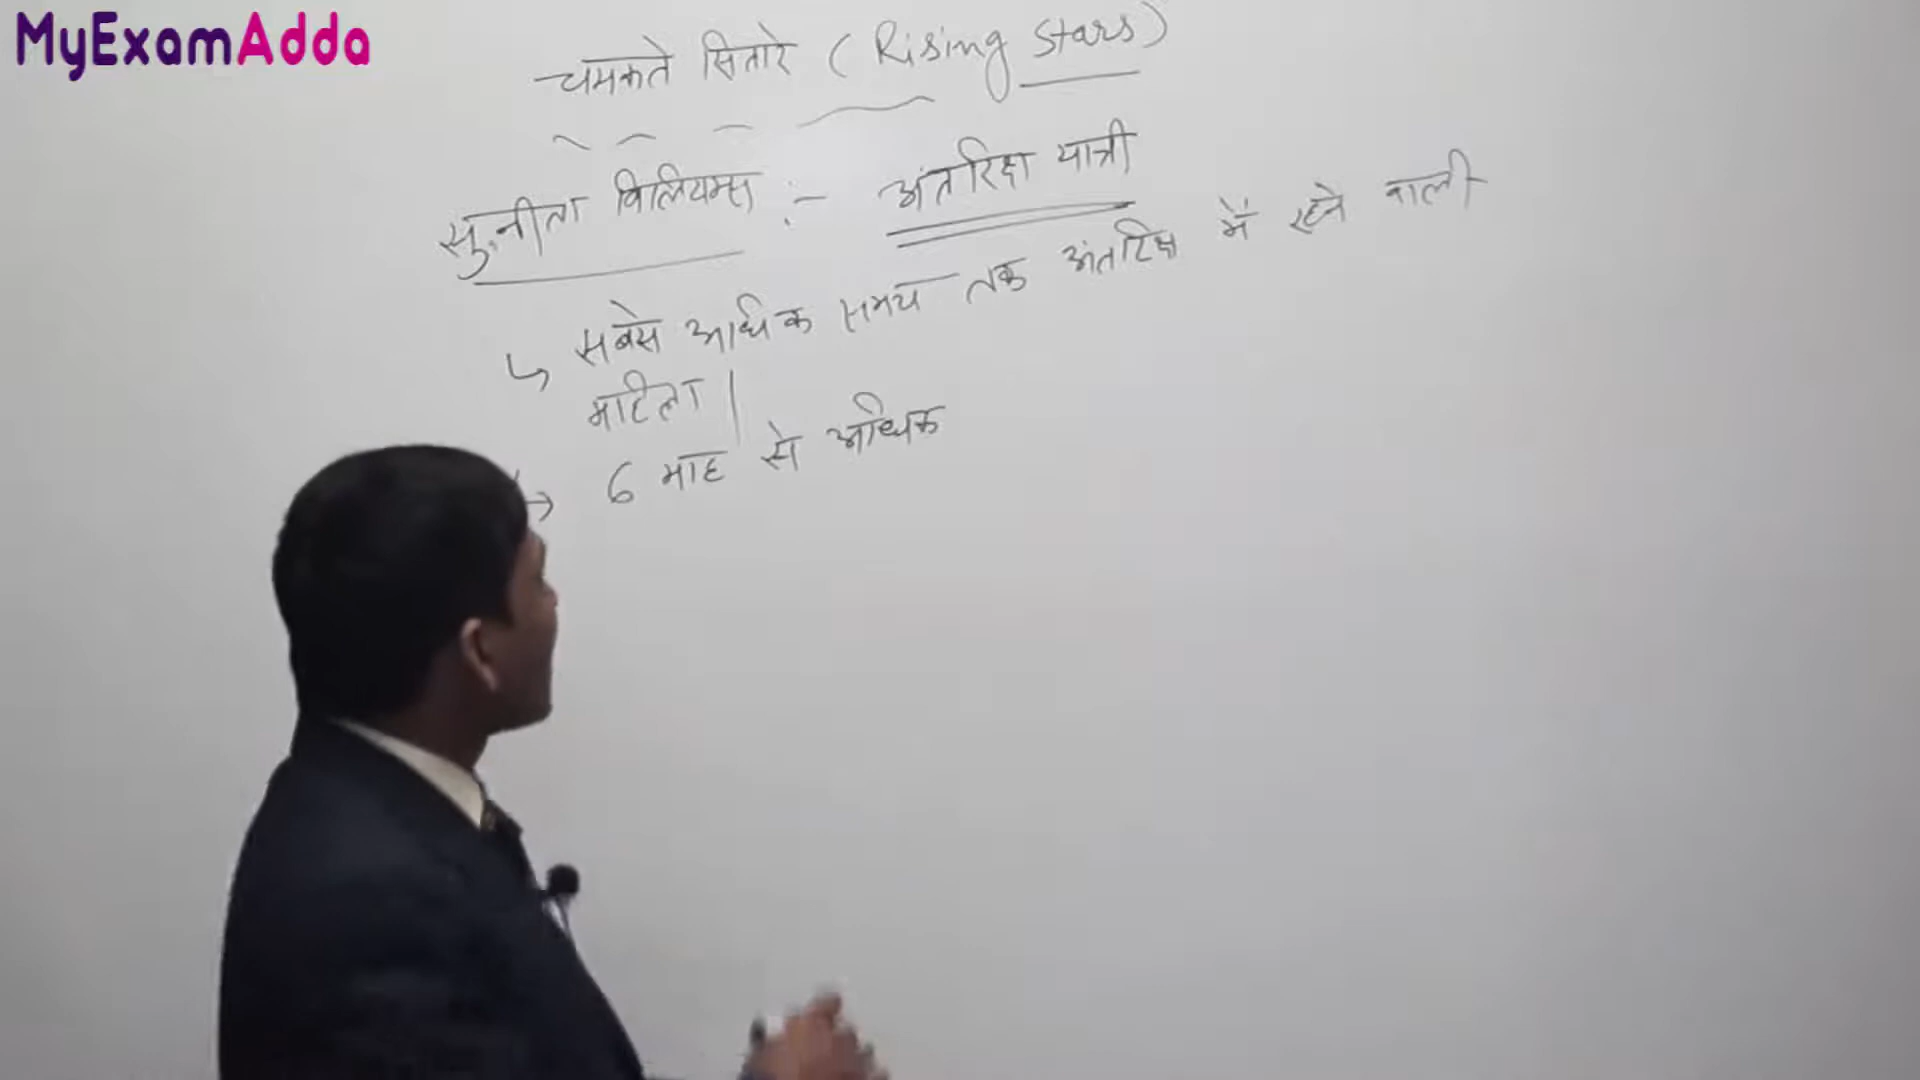 MyExamAdda
चमकते सितारे ( Rising Stars )
सुनीता विलियम्स :- अंतरिक्ष यात्री
↳ सबसे अधिक समय तक अंतरिक्ष में रहने वाली
महिला |
→ 6 माह से अधिक